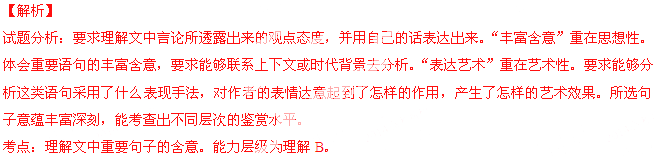 【解析】
试题分析：要求理解文中言论所透露出来的观点态度，并用自己的话表达出来。“丰富含意”重在思想性。
体会重要语句的丰富含意，要求能够联系上下文或时代背景去分析。“表达艺术”重在艺术性。要求能够分
析这类语句采用了什么表现手法，对作者的表情达意起到了怎样的作用，产生了怎样的艺术效果。所选句
子意蕴丰富深刻，能考查出不同层次的鉴赏水平。
考点：理解文中重要句子的含意。能力层级为理解 B。